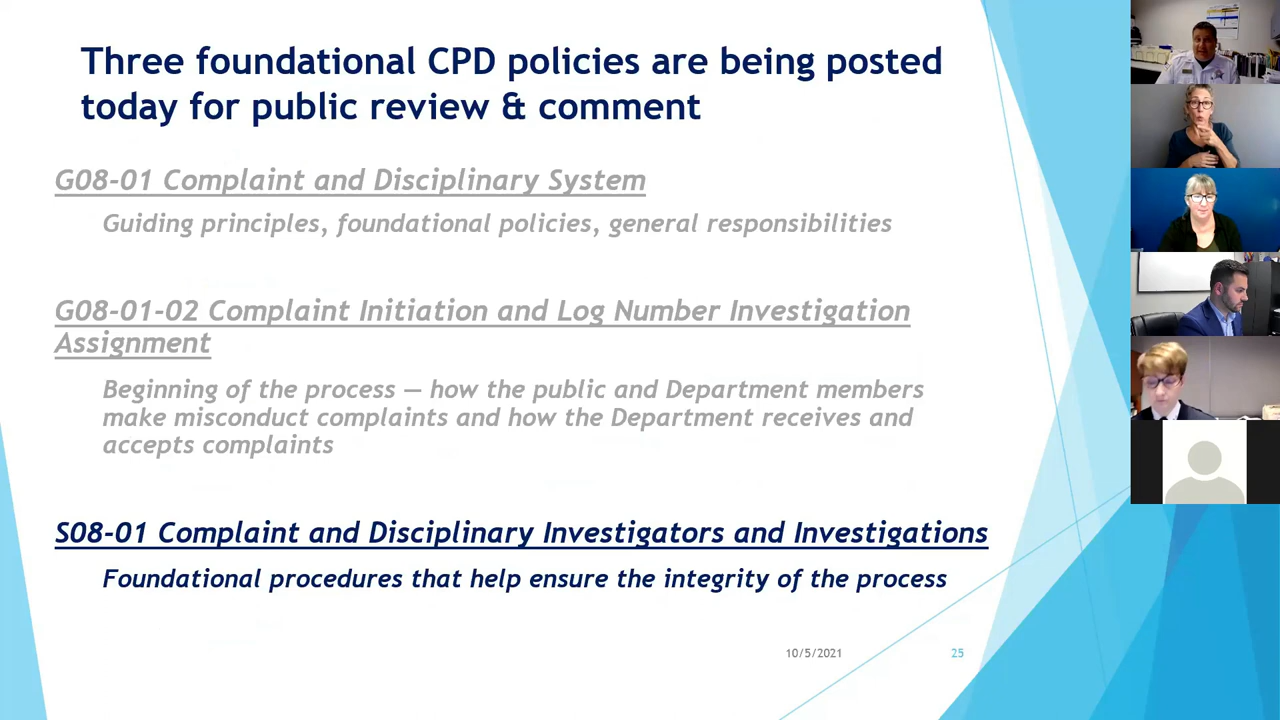 Three foundational CPD policies are being posted
today for public review & comment
G08-01 Complaint and Disciplinary System
Guiding principles, foundational policies, general responsibilities
G08-01-02 Complaint Initiation and Log Number Investigation
Assignment
Beginning of the process — how the public and Department members
make misconduct complaints and how the Department receives and
accepts complaints
S08-01 Complaint and Disciplinary Investigators and Investigations
Foundational procedures that help ensure the integrity of the process
10/5/2021
25